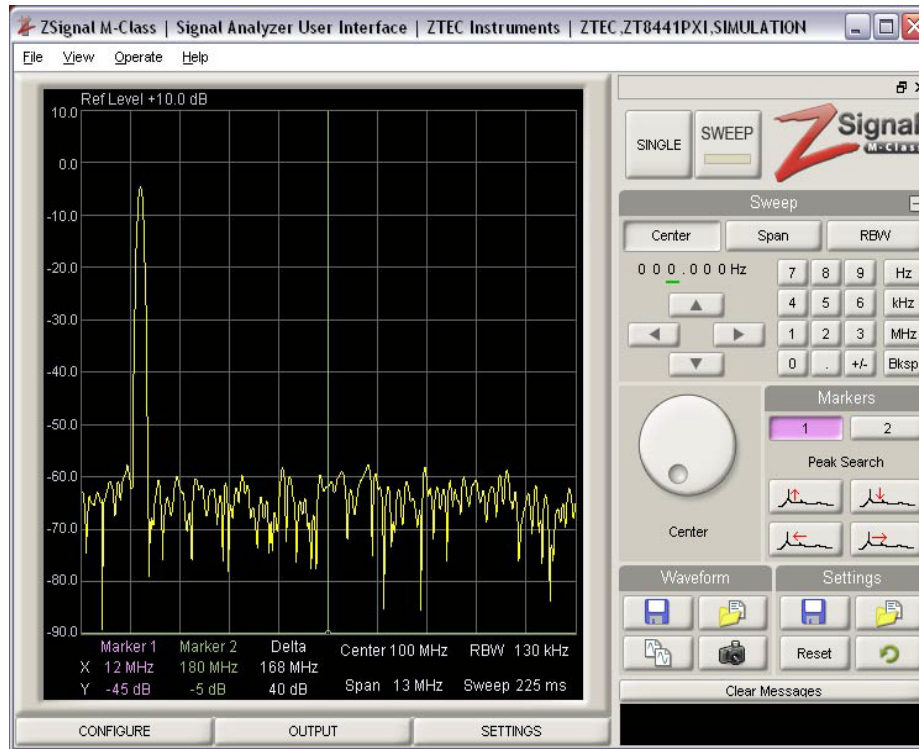 ZSignal M-Class | Signal Analyzer User Interface | ZTEC Instruments | ZTEC,ZT8441PXI,SIMULATION
File View Operate Help
Ref Level +10.0 dB
10.0
0.0
-10.0
-20.0
-30.0
-40.0
-50.0
-60.0
-70.0
-80.0
-90.0
Marker 1 Marker 2 Delta
X 12 MHz 180 MHz 168 MHz
Y -45 dB -5 dB 40 dB
Center 100 MHz RBW 130 kHz
Span 13 MHz Sweep 225 ms
CONFIGURE OUTPUT SETTINGS
SINGLE SWEEP
ZSignal
M-Class
Sweep
Center Span RBW
000.000Hz
7 8 9 Hz
4 5 6 kHz
1 2 3 MHz
0 . +/- Bksp
Center
Markers
1 2
Peak Search
Waveform
Settings
Reset
Clear Messages